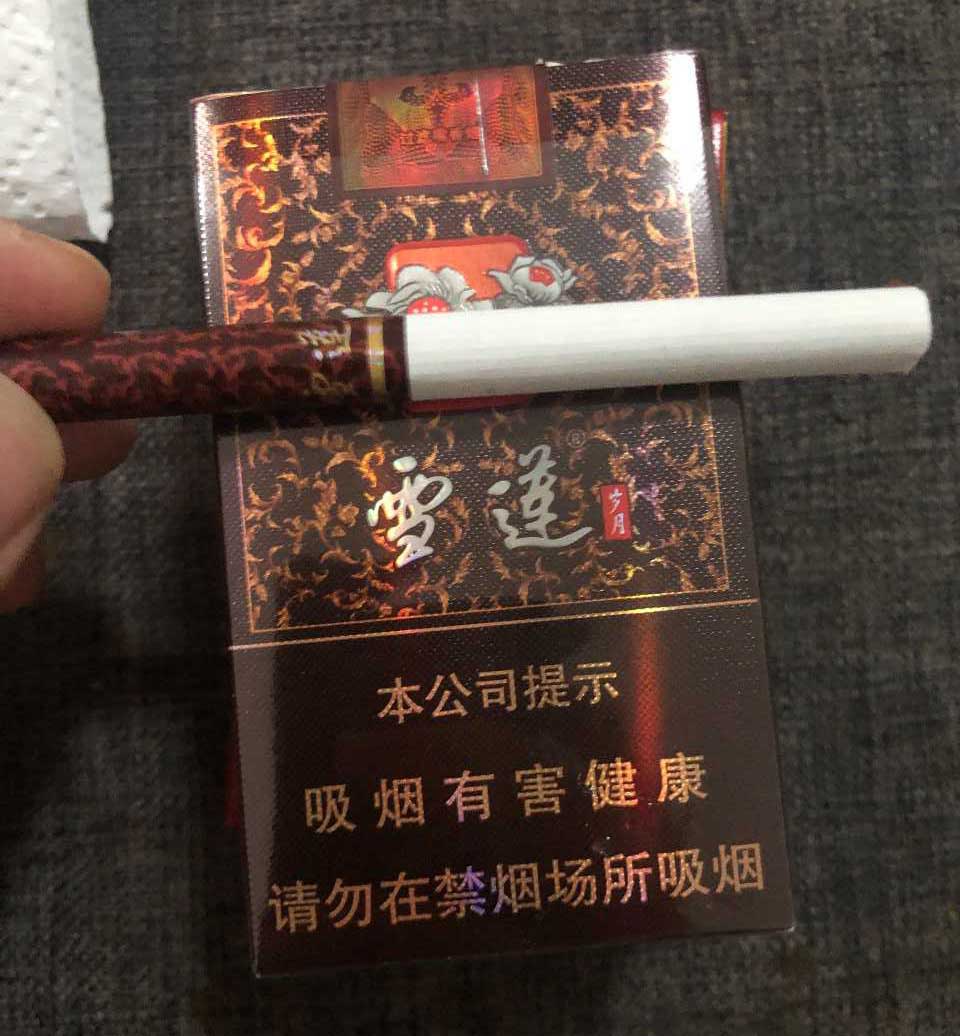 雪莲®
岁月
本公司提示
吸烟有害健康
请勿在禁烟场所吸烟